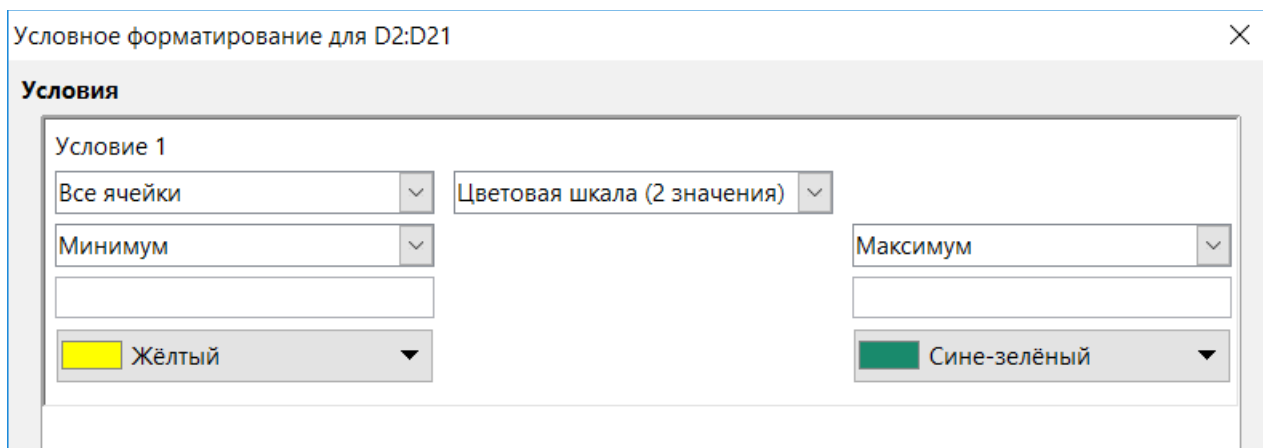 Условное форматирование для D2:D21
Условия
Условие 1
Все ячейки Цветовая шкала (2 значения)
Минимум Максимум
Жёлтый Сине-зелёный